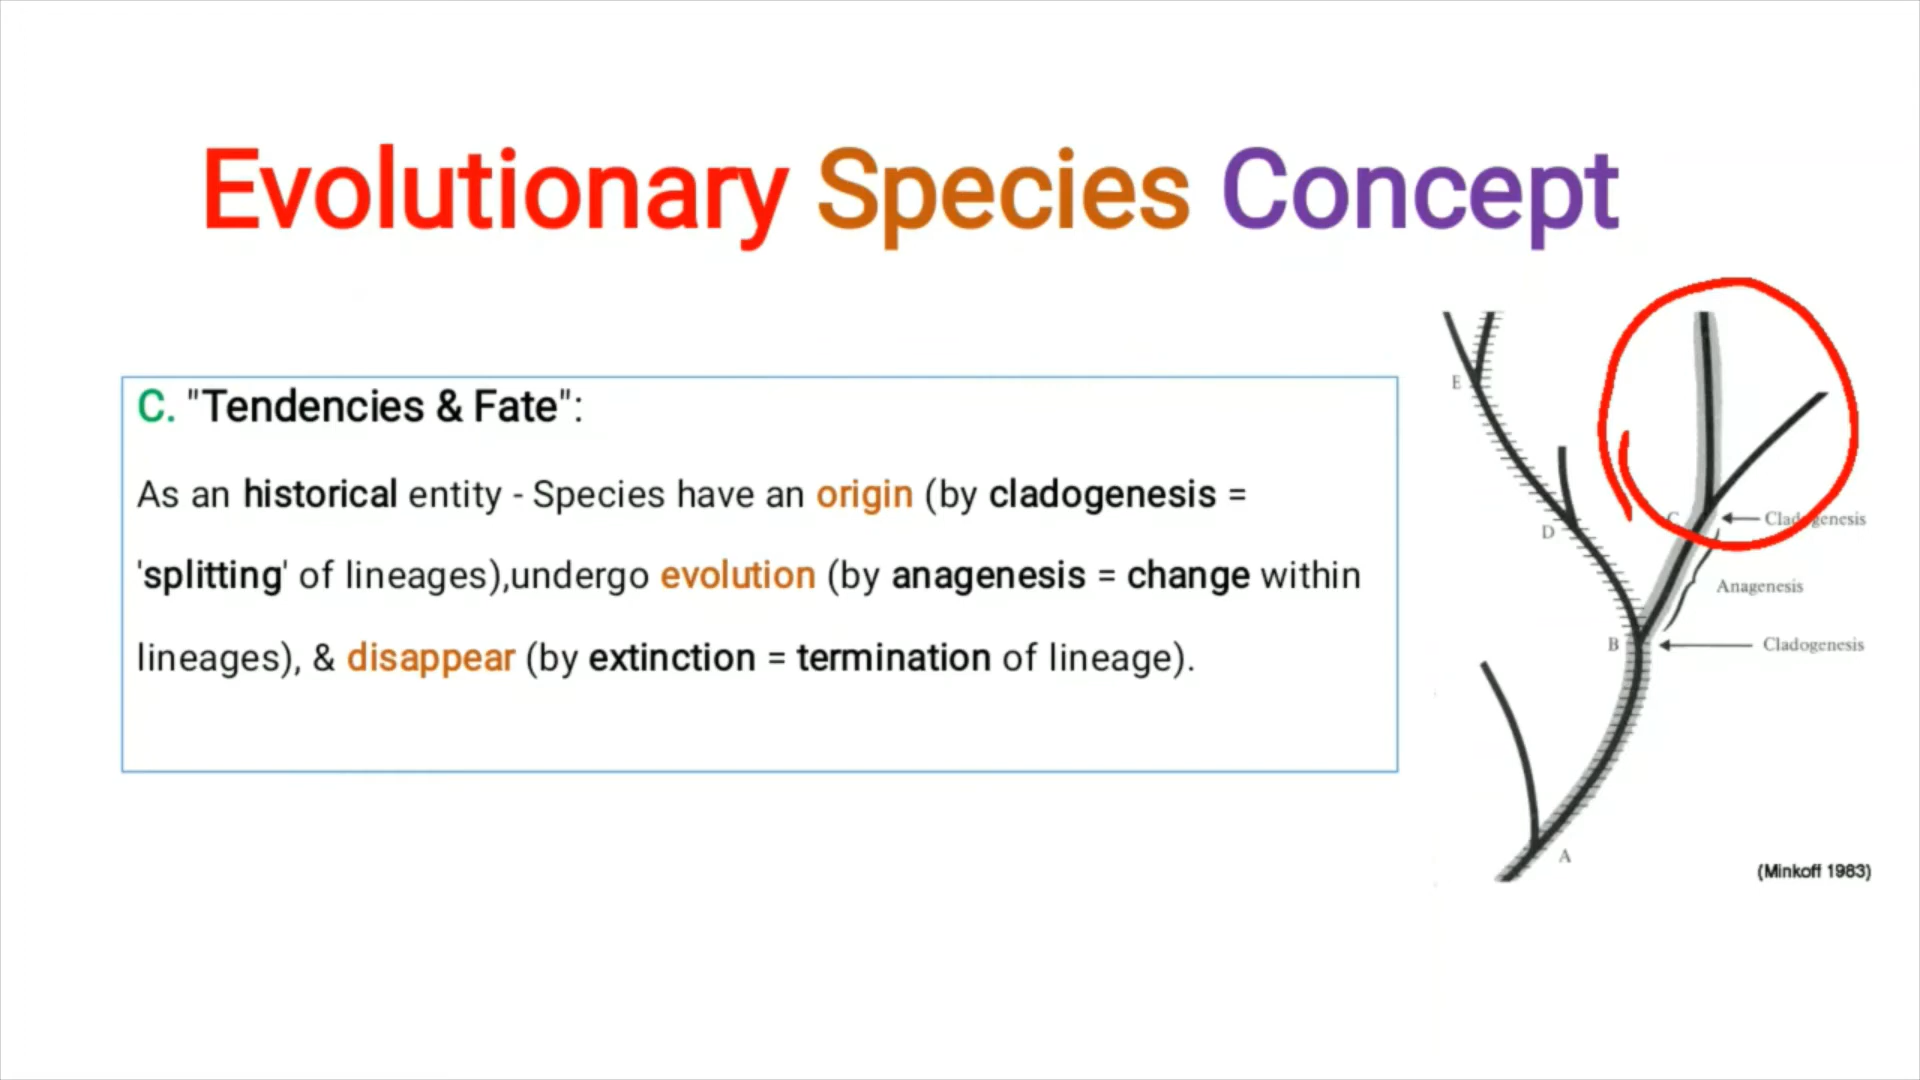 Evolutionary Species Concept
C. "Tendencies & Fate":
As an historical entity - Species have an origin (by cladogenesis =
'splitting' of lineages),undergo evolution (by anagenesis = change within
lineages), & disappear (by extinction = termination of lineage).
E
D
C
Cladogenesis
Anagenesis
B
Cladogenesis
A
(Minkoff 1983)